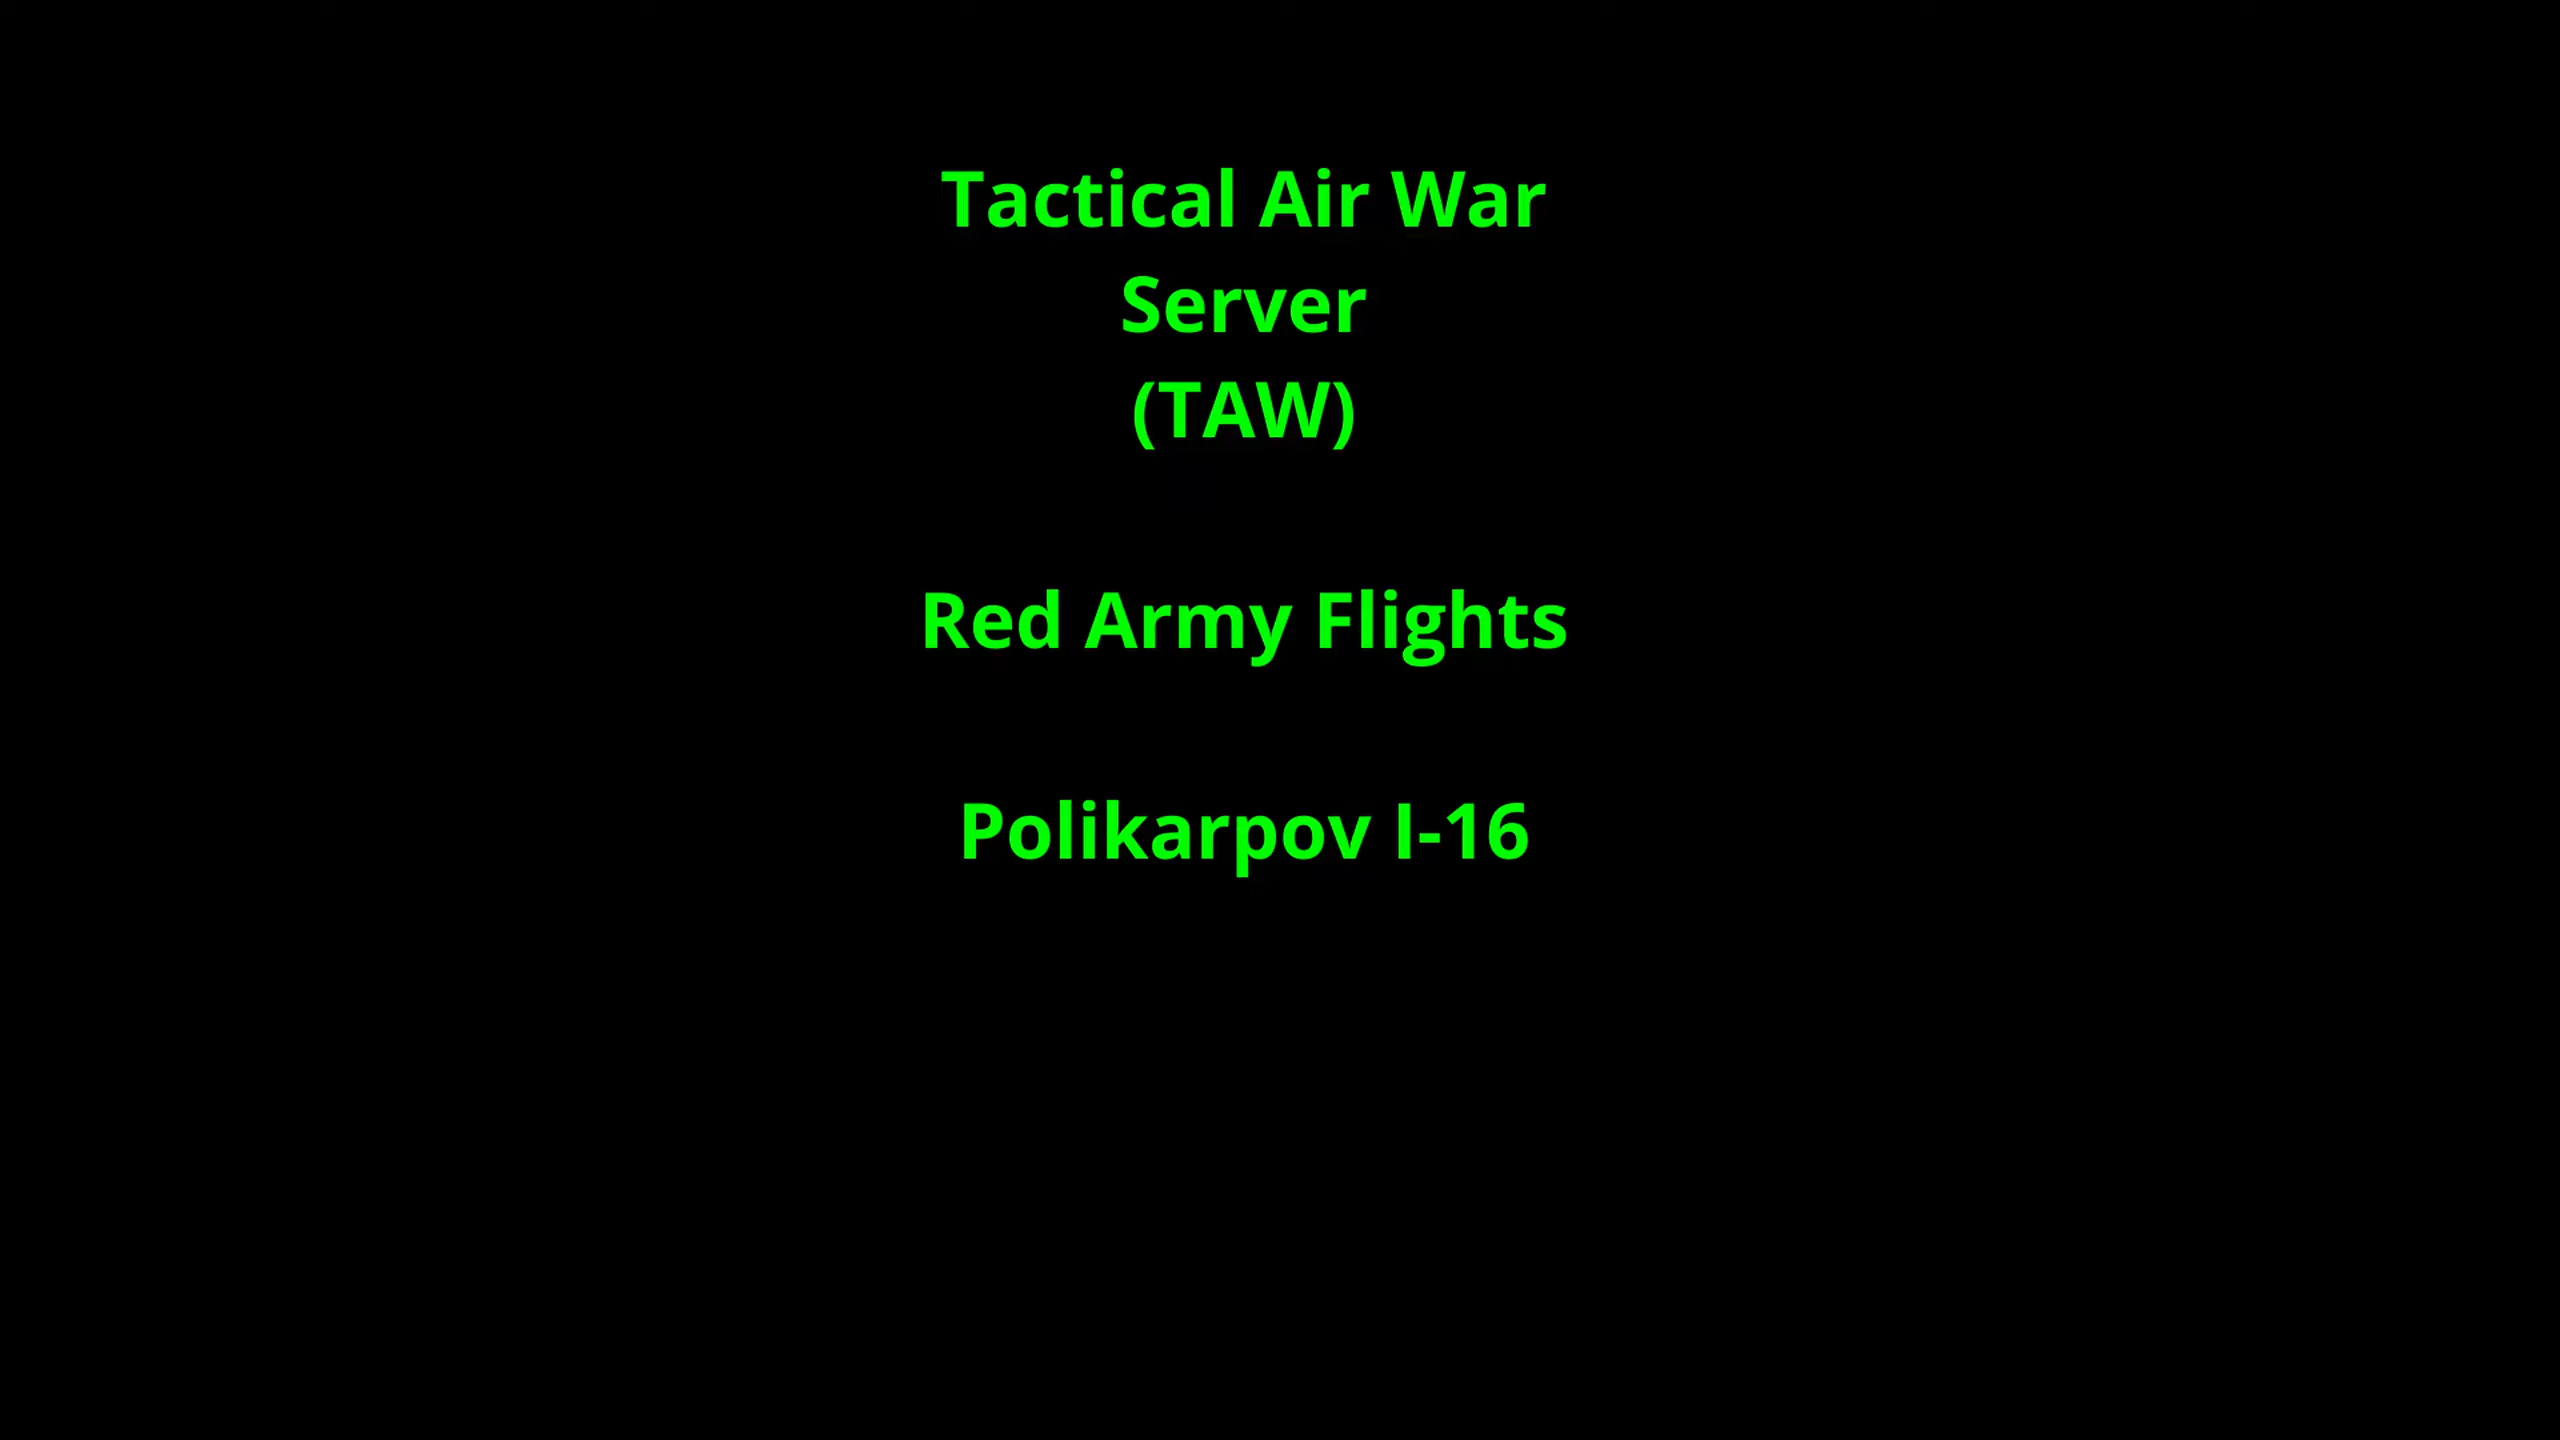 Tactical Air War
Server
(TAW)
Red Army Flights
Polikarpov I-16